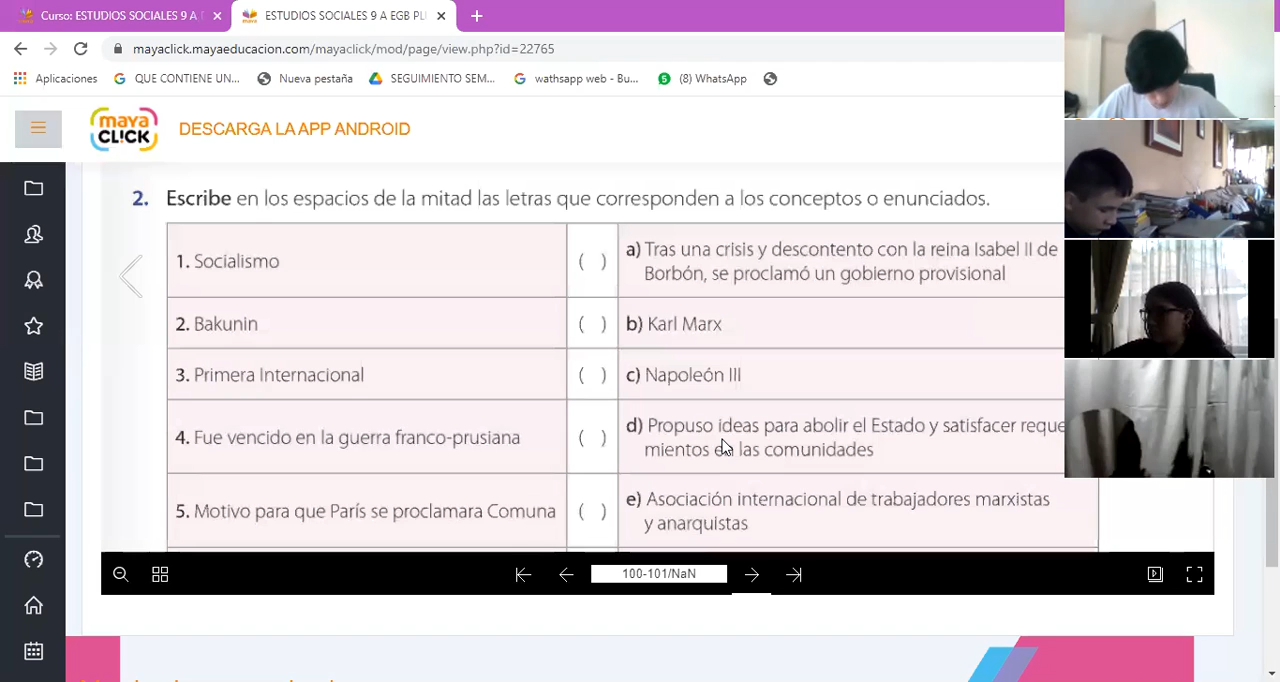 Curso: ESTUDIOS SOCIALES 9 A
ESTUDIOS SOCIALES 9 A EGB PLU
mayaclick.mayaeducacion.com/mayaclick/mod/page/view.php?id=22765
Aplicaciones
QUE CONTIENE UN...
Nueva pestaña
SEGUIMIENTO SEM...
wathsapp web - Bu...
(8) WhatsApp
maya CLICK
DESCARGA LA APP ANDROID
2. Escribe en los espacios de la mitad las letras que corresponden a los conceptos o enunciados.
1. Socialismo ( ) a) Tras una crisis y descontento con la reina Isabel II de
Borbón, se proclamó un gobierno provisional
2. Bakunin ( ) b) Karl Marx
3. Primera Internacional ( ) c) Napoleón III
4. Fue vencido en la guerra franco-prusiana ( ) d) Propuso ideas para abolir el Estado y satisfacer reque
mientos en las comunidades
5. Motivo para que París se proclamara Comuna ( ) e) Asociación internacional de trabajadores marxistas
y anarquistas
100-101/NaN